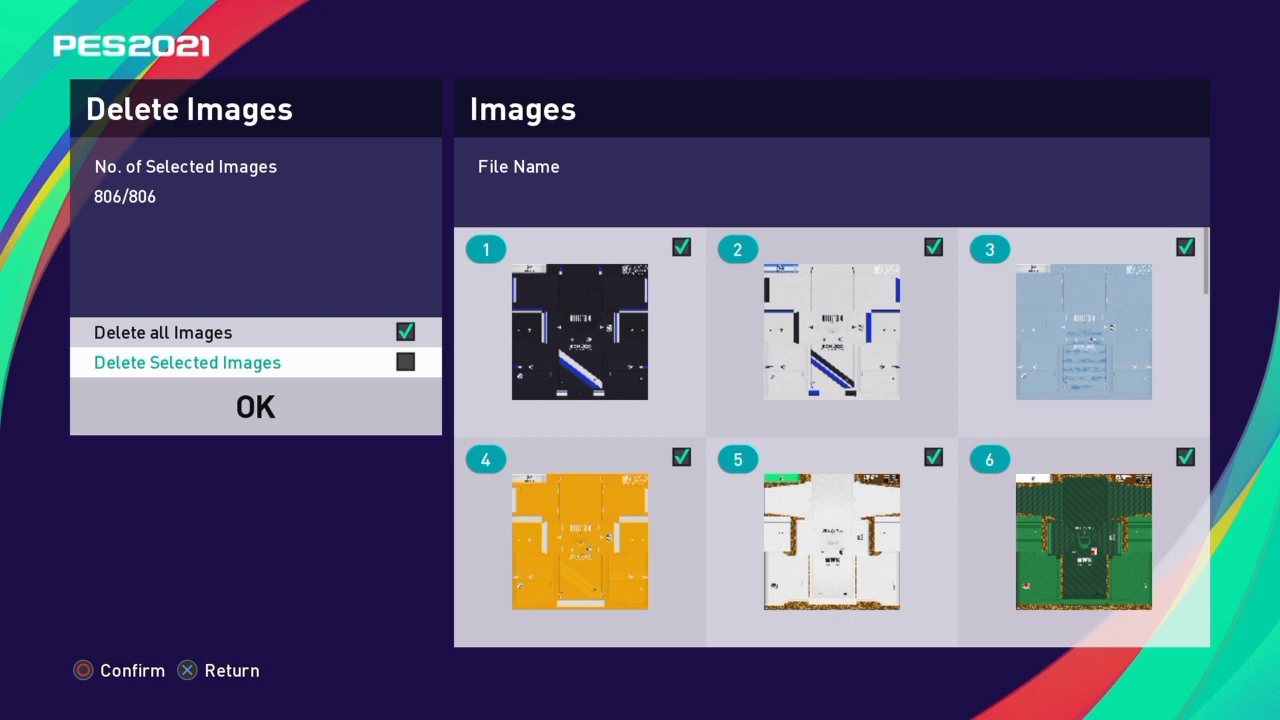 PES2021
Delete Images
No. of Selected Images
806/806
Delete all Images
Delete Selected Images
OK
Images
File Name
1
2
3
4
5
6
Confirm
Return